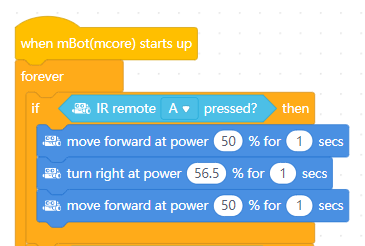 when mBot(mcore) starts up
forever
if IR remote A pressed? then
move forward at power 50 % for 1 secs
turn right at power 56.5 % for 1 secs
move forward at power 50 % for 1 secs